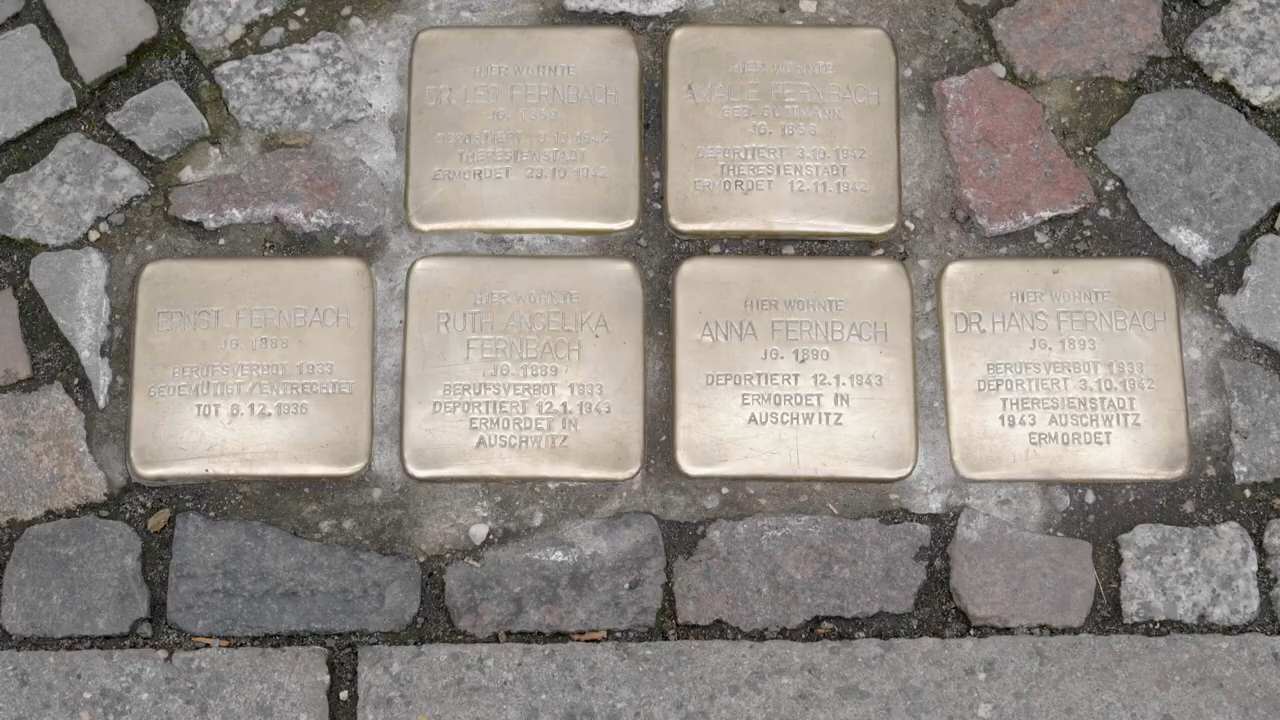 HIER WOHNTE
DR. LEO FERNBACH
JG.
DEPORTIERT 3.10.1942
THERESIENSTADT
ERMORDET 23.10.1942
HIER WOHNTE
AMALIE FERNBACH
GEB. GUTTMANN
JG.
DEPORTIERT 3.10.1942
THERESIENSTADT
ERMORDET 12.11.1942
ERNST FERNBACH
JG. 1888
BERUFSVERBOT 1933
GEDEMÜTIGT/ENTRECHTET
TOT 6.12.1936
HIER WOHNTE
RUTH ANGELIKA
FERNBACH
JG. 1889
BERUFSVERBOT 1933
DEPORTIERT 12.1.1943
ERMORDET IN
AUSCHWITZ
HIER WOHNTE
ANNA FERNBACH
JG. 1890
DEPORTIERT 12.1.1943
ERMORDET IN
AUSCHWITZ
HIER WOHNTE
DR. HANS FERNBACH
JG. 1893
BERUFSVERBOT 1933
DEPORTIERT 3.10.1942
THERESIENSTADT
1943 AUSCHWITZ
ERMORDET